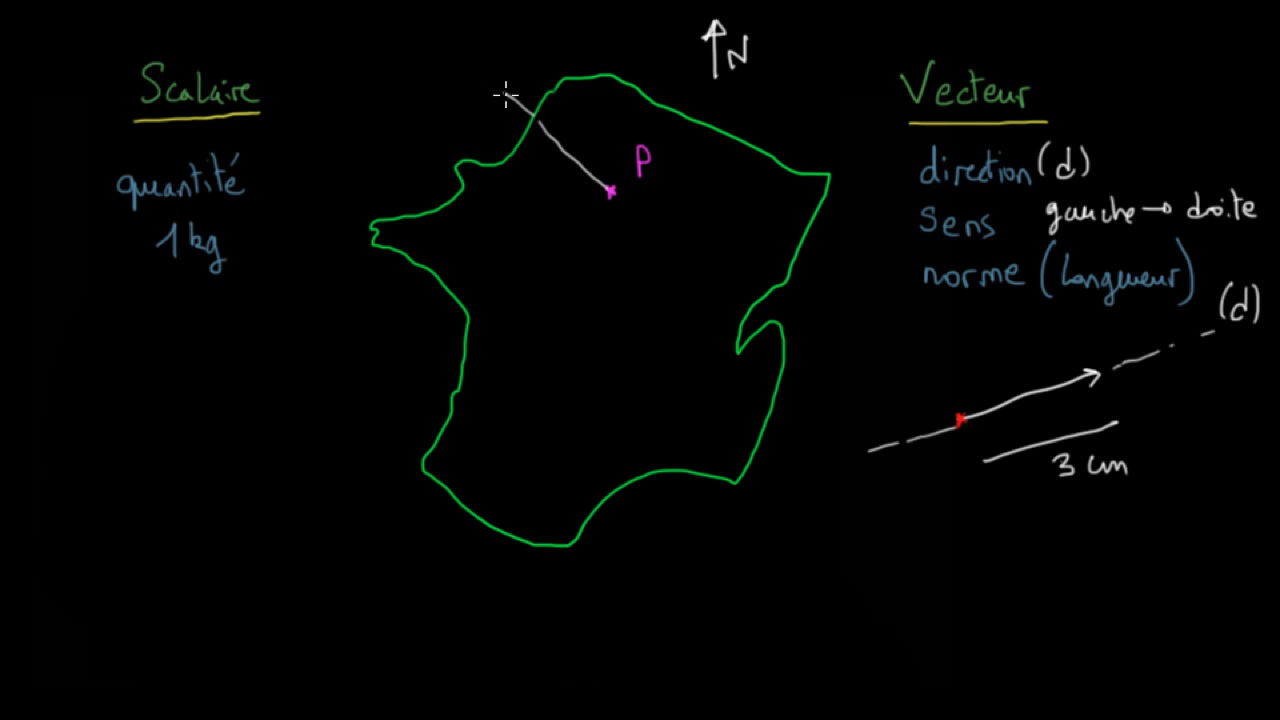 Scalaire
quantité
1 kg
N
P
Vecteur
direction (d)
Sens gauche → droite
norme (longueur)
(d)
3 cm